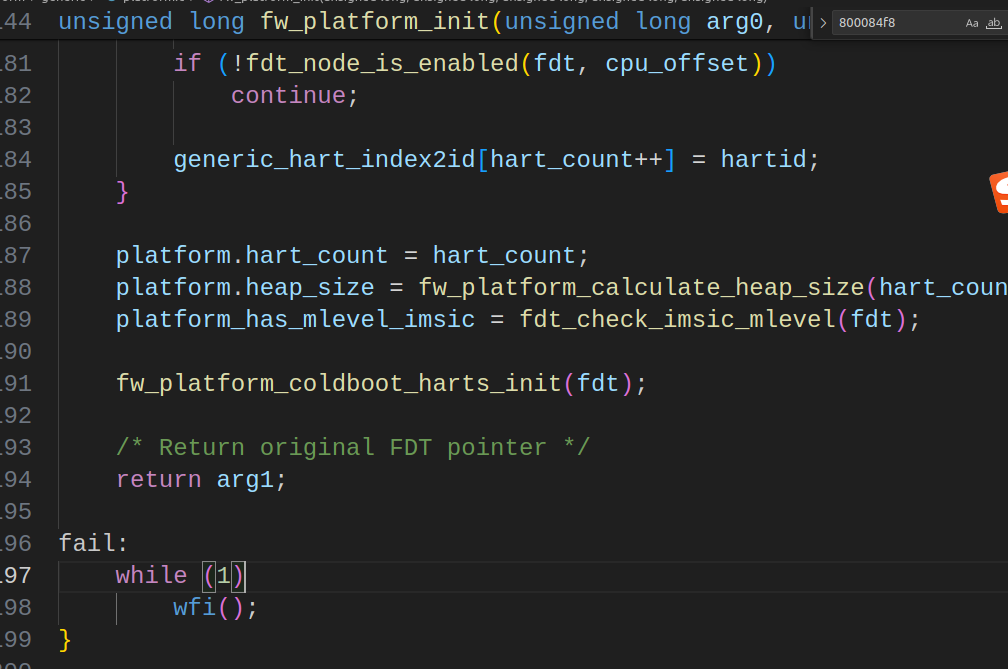 144 unsigned long fw_platform_init(unsigned long arg0, u
800084f8 Aa ab
181 if (!fdt_node_is_enabled(fdt, cpu_offset))
182 continue;
183
184 generic_hart_index2id[hart_count++] = hartid;
185 }
186
187 platform.hart_count = hart_count;
188 platform.heap_size = fw_platform_calculate_heap_size(hart_coun
189 platform_has_mlevel_imsic = fdt_check_imsic_mlevel(fdt);
190
191 fw_platform_coldboot_harts_init(fdt);
192
193 /* Return original FDT pointer */
194 return arg1;
195
196 fail:
197 while (1)
198 wfi();
199 }